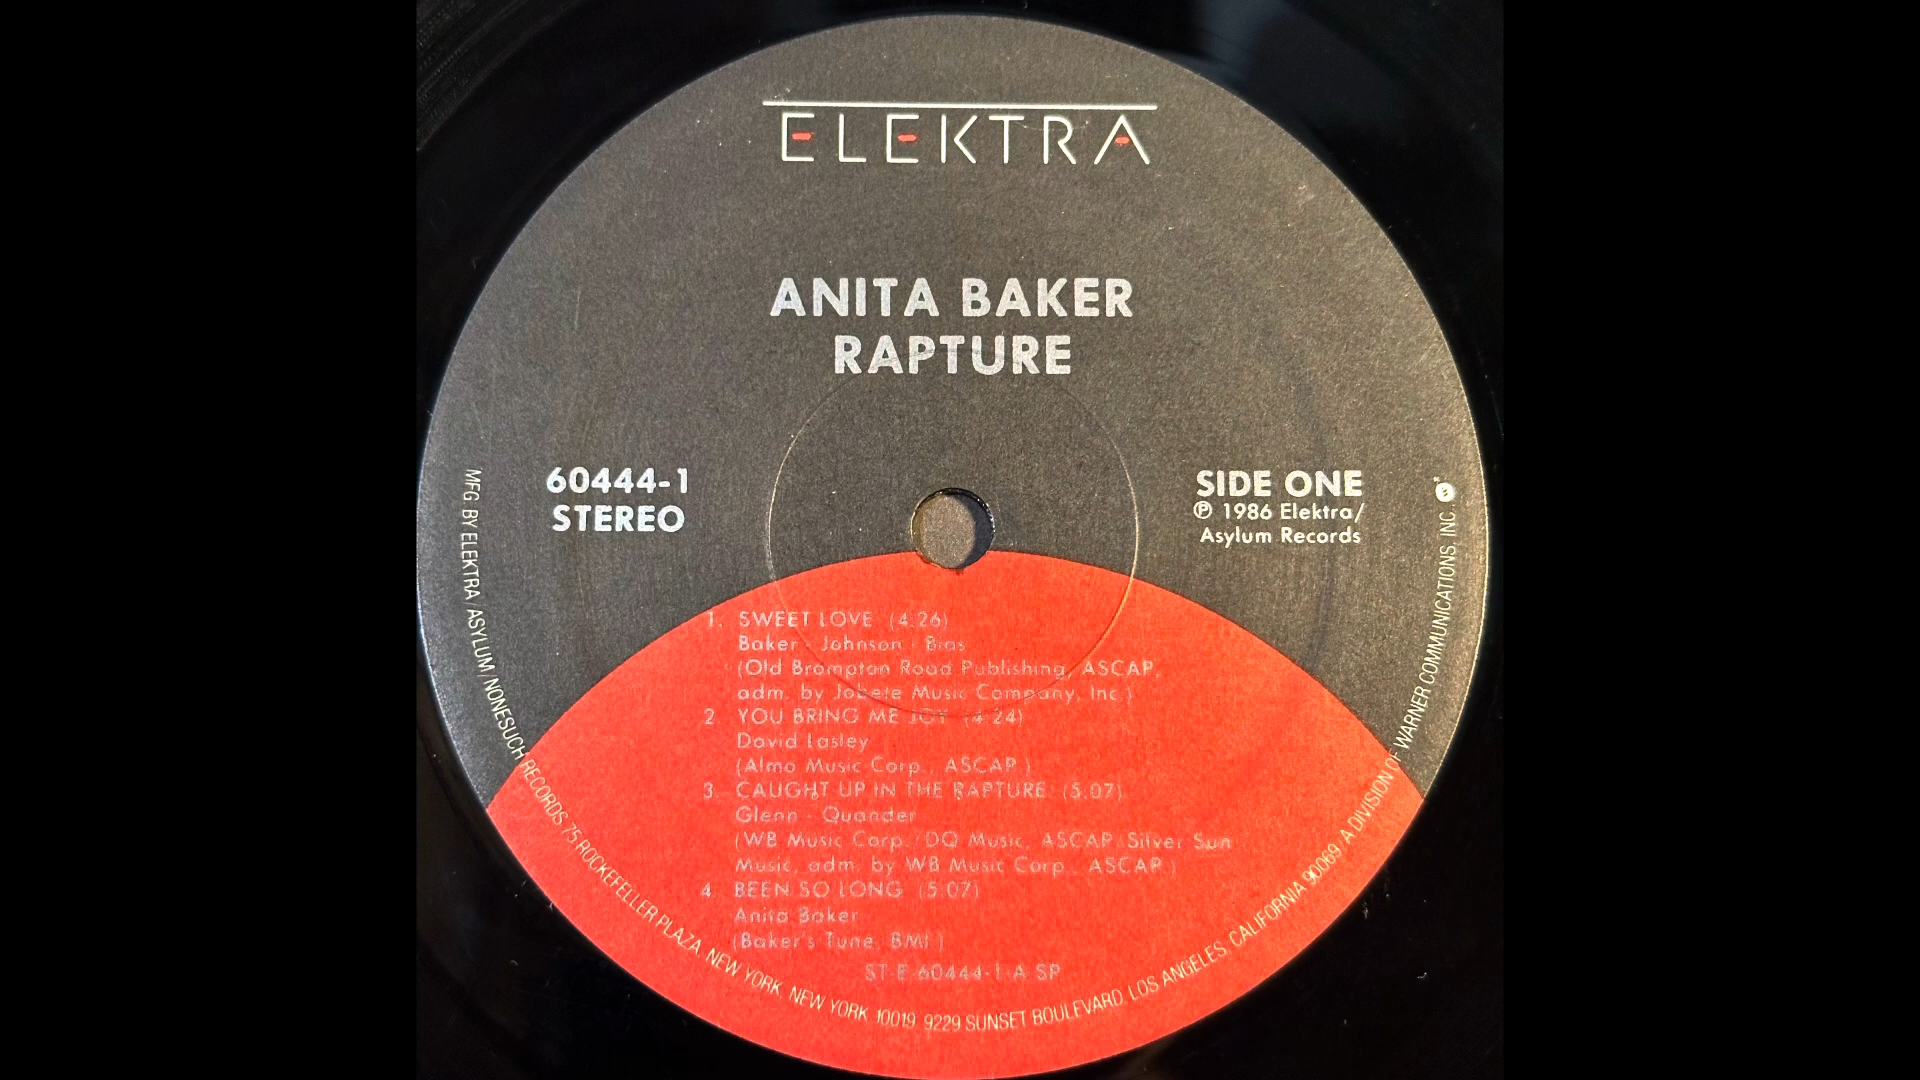 ELEKTRA
ANITA BAKER
RAPTURE
60444-1
STEREO
SIDE ONE
℗ 1986 Elektra/
Asylum Records
1. SWEET LOVE (4:26)
Baker - Johnson - Bias
(Old Brompton Road Publishing, ASCAP,
adm. by Jobete Music Company, Inc.)
2. YOU BRING ME JOY (4:24)
David Lasley
(Almo Music Corp., ASCAP.)
3. CAUGHT UP IN THE RAPTURE (5:07)
Glenn - Quander
(WB Music Corp./DQ Music, ASCAP, Silver Sun
Music, adm. by WB Music Corp., ASCAP.)
4. BEEN SO LONG (5:07)
Anita Baker
(Baker's Tune, BMI.)
ST-E-60444-1-A SP
MFG. BY ELEKTRA/ASYLUM/NONESUCH RECORDS 75 ROCKEFELLER PLAZA, NEW YORK, NEW YORK 10019 9229 SUNSET BOULEVARD, LOS ANGELES, CALIFORNIA 90069 / A DIVISION OF WARNER COMMUNICATIONS, INC.